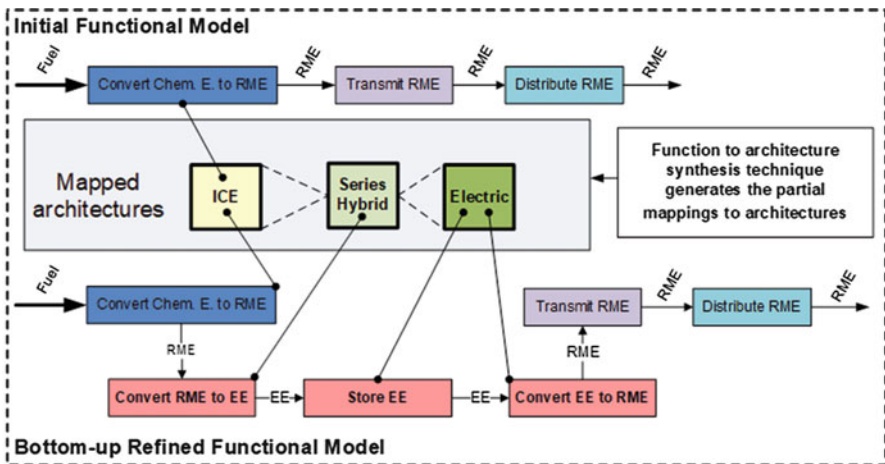 Initial Functional Model
Fuel
Convert Chem. E. to RME
RME
Transmit RME
RME
Distribute RME
RME
Mapped
architectures
ICE
Series
Hybrid
Electric
Function to architecture
synthesis technique
generates the partial
mappings to architectures
Fuel
Convert Chem. E. to RME
RME
Convert RME to EE
EE
Store EE
EE
Convert EE to RME
RME
Transmit RME
RME
Distribute RME
RME
Bottom-up Refined Functional Model